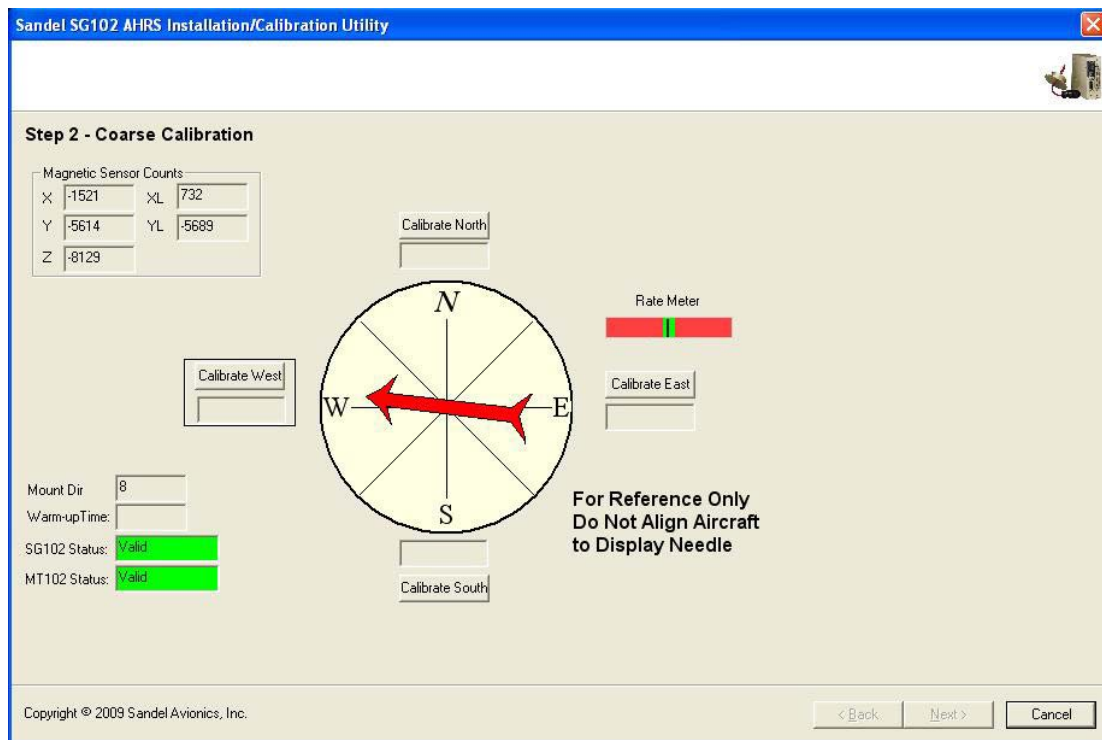 Sandel SG102 AHRS Installation/Calibration Utility
Step 2 - Coarse Calibration
Magnetic Sensor Counts
X -1521 XL 732
Y -5614 YL -5689
Z -8129
Calibrate North
N
Rate Meter
Calibrate West
Calibrate East
W E
S
Mount Dir 8
Warm-upTime:
SG102 Status: Valid
MT102 Status: Valid
For Reference Only
Do Not Align Aircraft
to Display Needle
Calibrate South
Copyright © 2009 Sandel Avionics, Inc.
< Back Next > Cancel